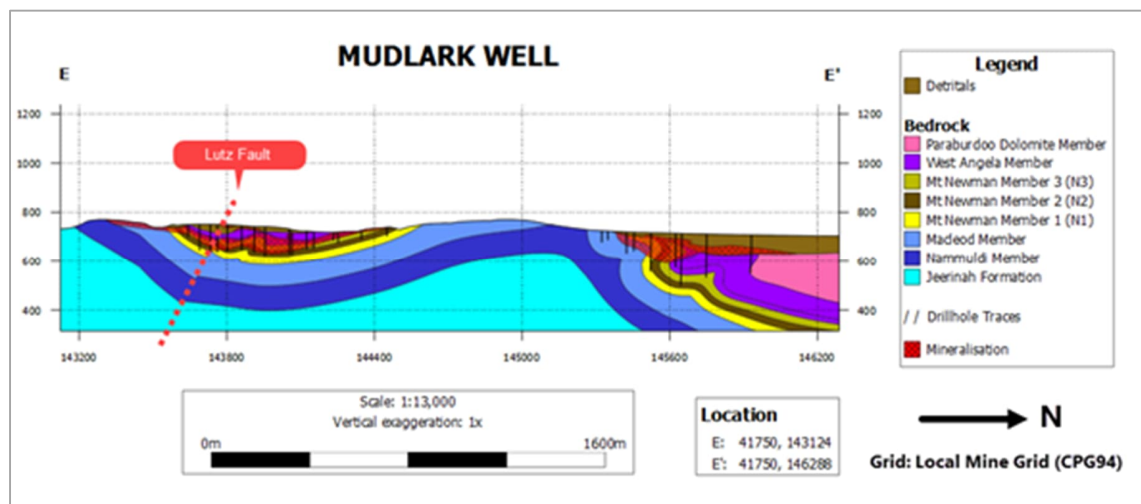 MUDLARK WELL
E
E'
Lutz Fault
1200
1000
800
600
400
1200
1000
800
600
400
143200
143800
144400
145000
145600
146200
Legend
Detritals
Bedrock
Paraburdoo Dolomite Member
West Angela Member
Mt Newman Member 3 (N3)
Mt Newman Member 2 (N2)
Mt Newman Member 1 (N1)
Macleod Member
Nammuldi Member
Jeerinah Formation
// Drillhole Traces
Mineralisation
Scale: 1:13,000
Vertical exaggeration: 1x
0m
1600m
Location
E: 41750, 143124
E': 41750, 146288
N
Grid: Local Mine Grid (CPG94)